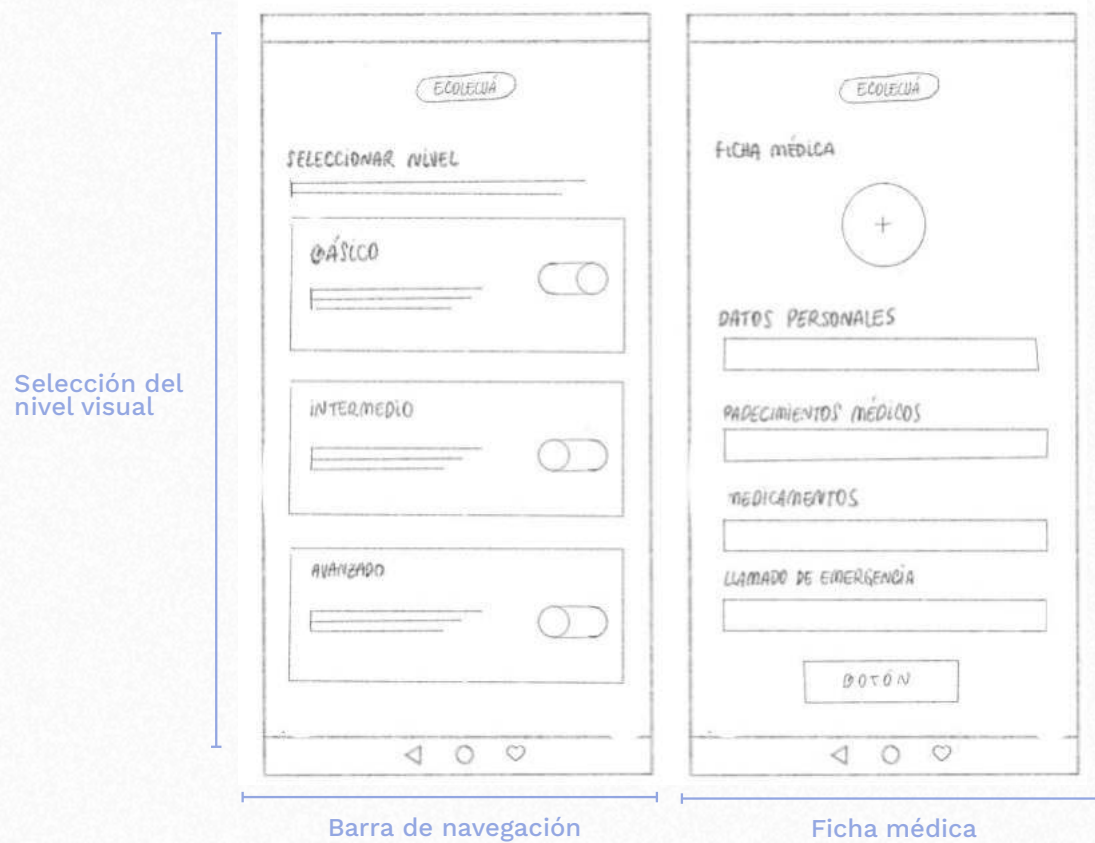 Selección del
nivel visual
ECOLECUÁ
SELECCIONAR NIVEL
BÁSICO
INTERMEDIO
AVANZADO
Barra de navegación
ECOLECUÁ
FICHA MÉDICA
DATOS PERSONALES
PADECIMIENTOS MÉDICOS
MEDICAMENTOS
LLAMADO DE EMERGENCIA
BOTÓN
Ficha médica